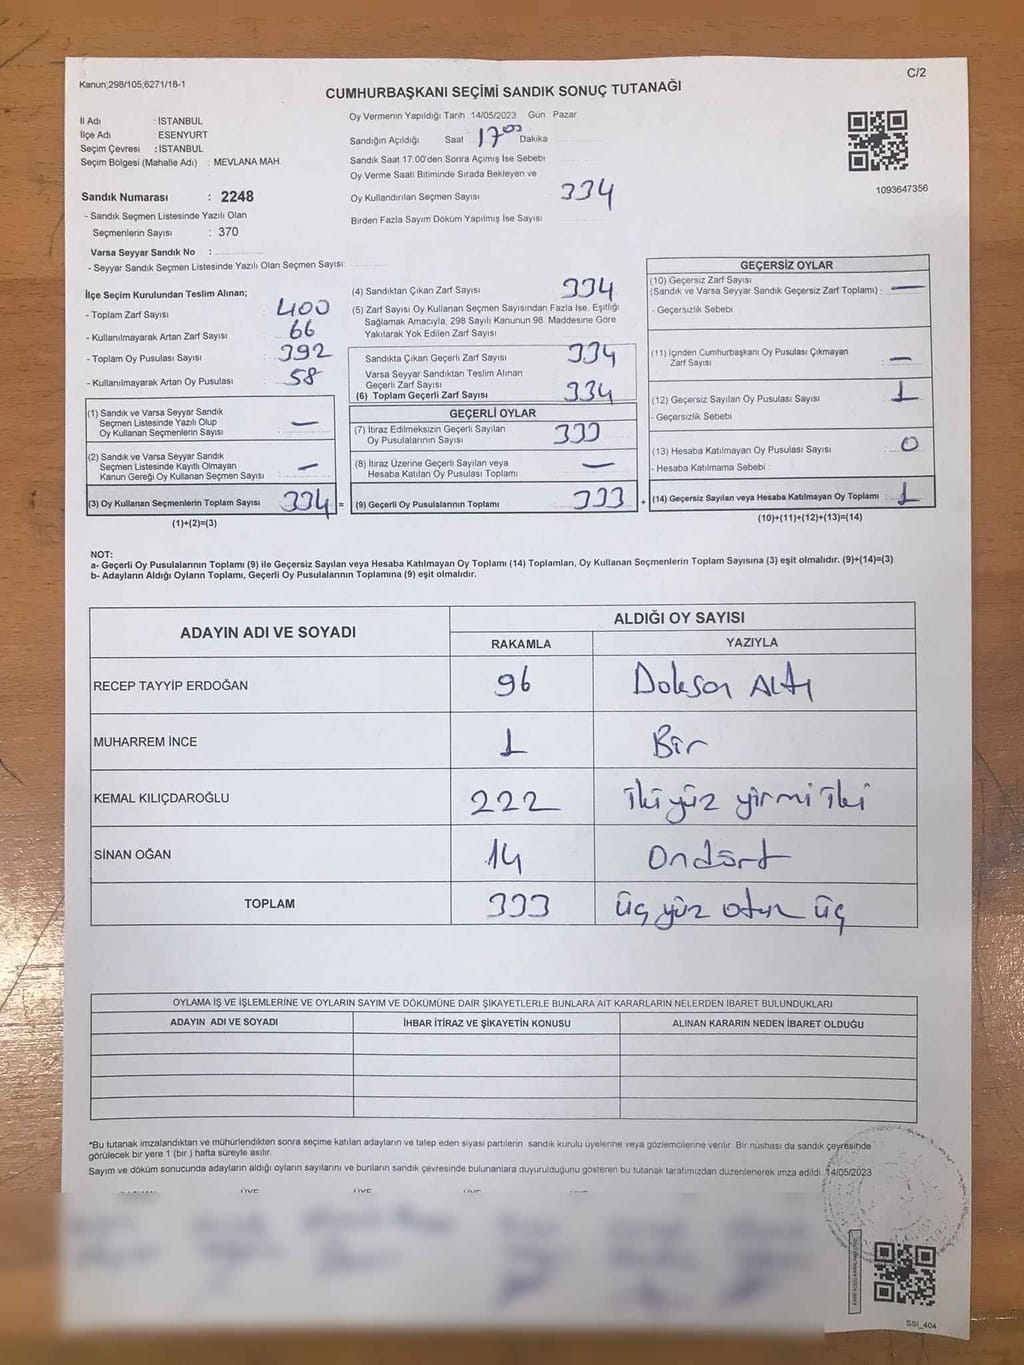 Kanun;298/105;6271/18-1
C/2
CUMHURBAŞKANI SEÇİMİ SANDIK SONUÇ TUTANAĞI
İl Adı : İSTANBUL
İlçe Adı : ESENYURT
Seçim Çevresi : İSTANBUL
Seçim Bölgesi (Mahalle Adı) : MEVLANA MAH.
Oy Vermenin Yapıldığı Tarih 14/05/2023 Gün Pazar
Sandığın Açıldığı Saat 17 00 Dakika
Sandık Saat 17:00'den Sonra Açımış İse Sebebi
Oy Verme Saati Bitiminde Sırada Bekleyen ve
Oy Kullandırılan Seçmen Sayısı 334
Birden Fazla Sayım Döküm Yapılmış İse Sayısı
1093647356
Sandık Numarası : 2248
- Sandık Seçmen Listesinde Yazılı Olan
Seçmenlerin Sayısı : 370
Varsa Seyyar Sandık No :
- Seyyar Sandık Seçmen Listesinde Yazılı Olan Seçmen Sayısı:
İlçe Seçim Kurulundan Teslim Alınan;
- Toplam Zarf Sayısı 400
- Kullanılmayarak Artan Zarf Sayısı 66
- Toplam Oy Pusulası Sayısı 392
- Kullanılmayarak Artan Oy Pusulası 58
(1) Sandık ve Varsa Seyyar Sandık
Seçmen Listesinde Yazılı Olup
Oy Kullanan Seçmenlerin Sayısı —
(2) Sandık ve Varsa Seyyar Sandık
Seçmen Listesinde Kayıtlı Olmayan
Kanun Gereği Oy Kullanan Seçmen Sayısı —
(3) Oy Kullanan Seçmenlerin Toplam Sayısı 334 =
(1)+(2)=(3)
(4) Sandıktan Çıkan Zarf Sayısı 334
(5) Zarf Sayısı Oy Kullanan Seçmen Sayısından Fazla İse, Eşitliği
Sağlamak Amacıyla, 298 Sayılı Kanunun 98. Maddesine Göre
Yakılarak Yok Edilen Zarf Sayısı
Sandıkta Çıkan Geçerli Zarf Sayısı 334
Varsa Seyyar Sandıktan Teslim Alınan
Geçerli Zarf Sayısı
(6) Toplam Geçerli Zarf Sayısı 334
GEÇERLİ OYLAR
(7) İtiraz Edilmeksizin Geçerli Sayılan
Oy Pusulalarının Sayısı 333
(8) İtiraz Üzerine Geçerli Sayılan veya
Hesaba Katılan Oy Pusulası Toplamı —
(9) Geçerli Oy Pusulalarının Toplamı 333 +
GEÇERSİZ OYLAR
(10) Geçersiz Zarf Sayısı
(Sandık ve Varsa Seyyar Sandık Geçersiz Zarf Toplamı) : —
- Geçersizlik Sebebi
(11) İçinden Cumhurbaşkanı Oy Pusulası Çıkmayan
Zarf Sayısı : —
(12) Geçersiz Sayılan Oy Pusulası Sayısı 1
- Geçersizlik Sebebi
(13) Hesaba Katılmayan Oy Pusulası Sayısı 0
- Hesaba Katılmama Sebebi :
(14) Geçersiz Sayılan veya Hesaba Katılmayan Oy Toplamı : 1
(10)+(11)+(12)+(13)=(14)
NOT:
a- Geçerli Oy Pusulalarının Toplamı (9) ile Geçersiz Sayılan veya Hesaba Katılmayan Oy Toplamı (14) Toplamları, Oy Kullanan Seçmenlerin Toplam Sayısına (3) eşit olmalıdır. (9)+(14)=(3)
b- Adayların Aldığı Oyların Toplamı, Geçerli Oy Pusulalarının Toplamına (9) eşit olmalıdır.
ADAYIN ADI VE SOYADI
ALDIĞI OY SAYISI
RAKAMLA YAZIYLA
RECEP TAYYİP ERDOĞAN 96 Doksan Altı
MUHARREM İNCE 1 Bir
KEMAL KILIÇDAROĞLU 222 İki yüz yirmi iki
SİNAN OĞAN 14 Ondört
TOPLAM 333 üç yüz otuz üç
OYLAMA İŞ VE İŞLEMLERİNE VE OYLARIN SAYIM VE DÖKÜMÜNE DAİR ŞİKAYETLERLE BUNLARA AİT KARARLARIN NELERDEN İBARET BULUNDUKLARI
ADAYIN ADI VE SOYADI İHBAR İTİRAZ VE ŞİKAYETİN KONUSU ALINAN KARARIN NEDEN İBARET OLDUĞU
*Bu tutanak imzalandıktan ve mühürlendikten sonra seçime katılan adayların ve talep eden siyasi partilerin sandık kurulu üyelerine veya gözlemcilerine verilir. Bir nüshası da sandık çevresinde
görülecek bir yere 1 (bir) hafta süreyle asılır.
Sayım ve döküm sonucunda adayların aldığı oyların sayılarını ve bunların sandık çevresinde bulunanlara duyurulduğunu gösteren bu tutanak tarafımızdan düzenlenerek imza edildi. 14/05/2023
SSI_404